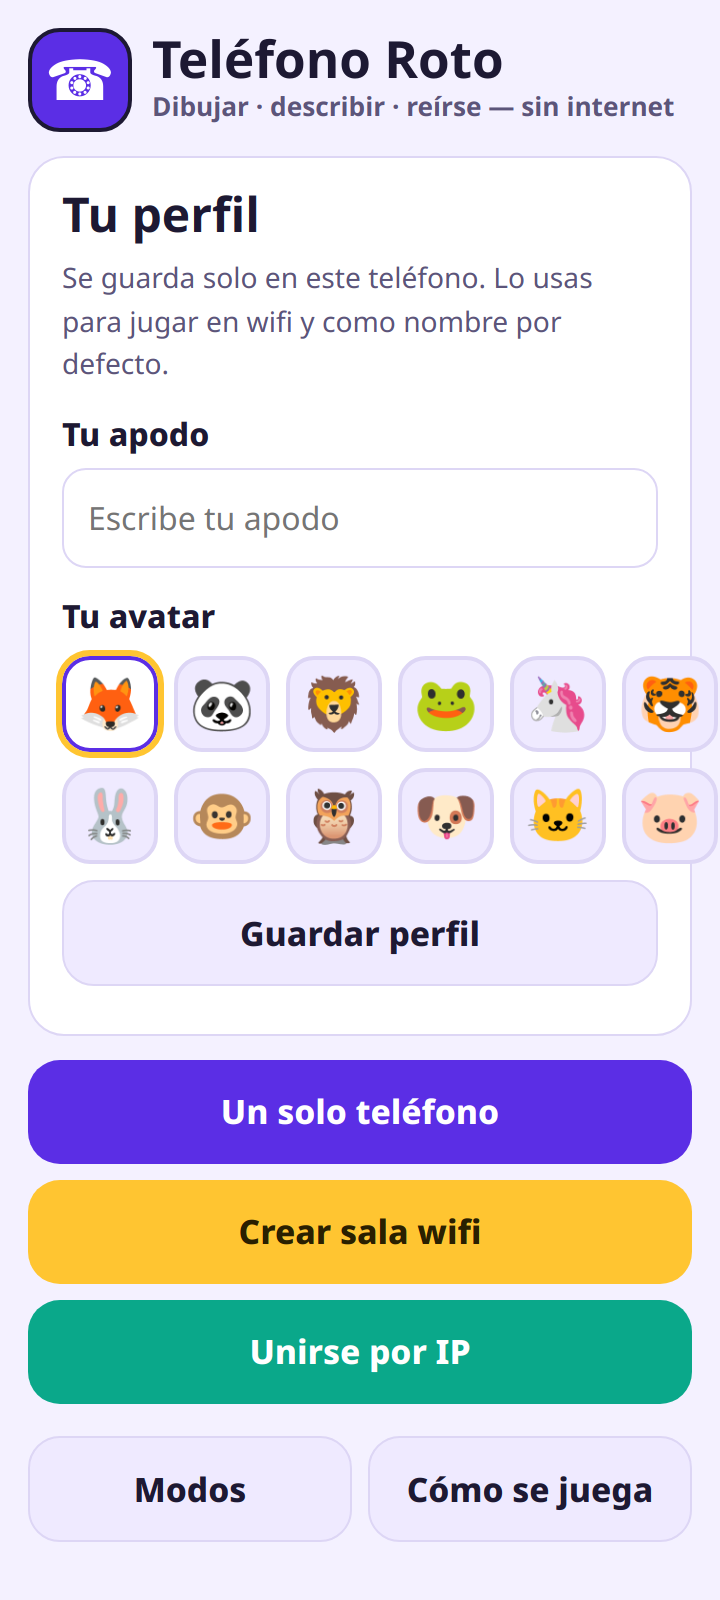 Teléfono Roto
Dibujar · describir · reírse — sin internet
Tu perfil
Se guarda solo en este teléfono. Lo usas
para jugar en wifi y como nombre por
defecto.
Tu apodo
Escribe tu apodo
Tu avatar
Guardar perfil
Un solo teléfono
Crear sala wifi
Unirse por IP
Modos
Cómo se juega